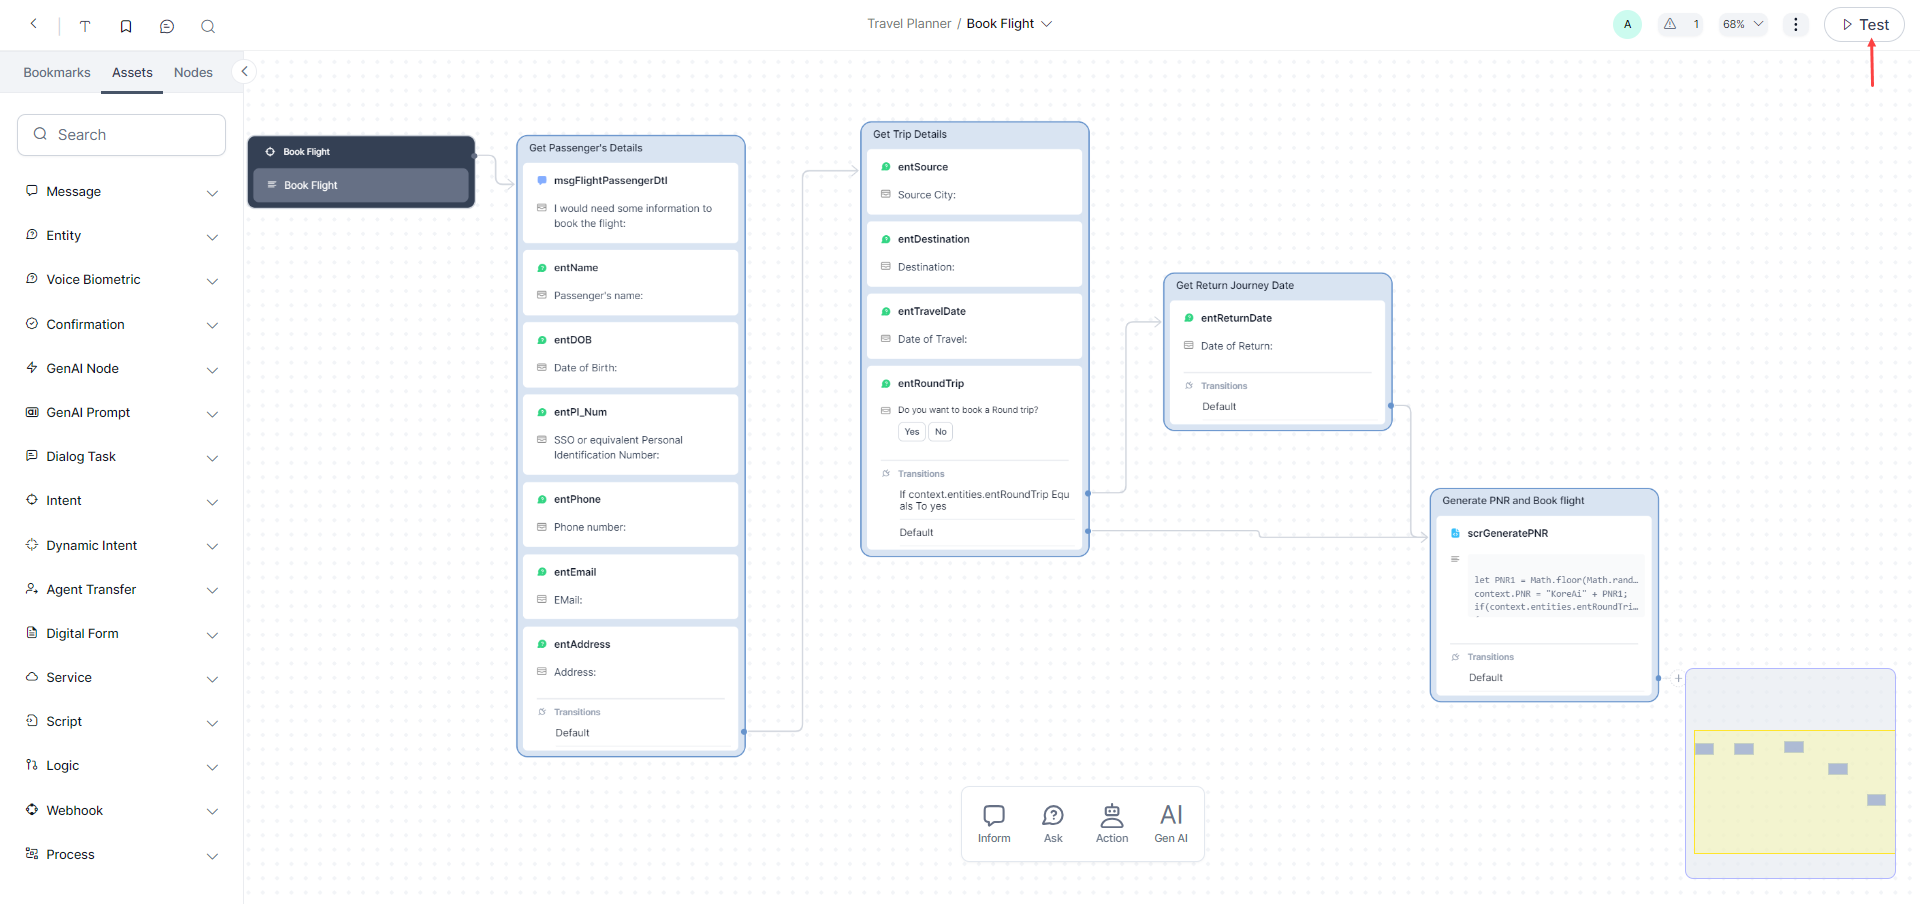 Travel Planner / Book Flight
A
1
68%
Test
Bookmarks
Assets
Nodes
Search
Message
Entity
Voice Biometric
Confirmation
GenAI Node
GenAI Prompt
Dialog Task
Intent
Dynamic Intent
Agent Transfer
Digital Form
Service
Script
Logic
Webhook
Process
Book Flight
Book Flight
Get Passenger's Details
msgFlightPassengerDtl
I would need some information to
book the flight:
entName
Passenger's name:
entDOB
Date of Birth:
entPI_Num
SSO or equivalent Personal
Identification Number:
entPhone
Phone number:
entEmail
EMail:
entAddress
Address:
Transitions
Default
Get Trip Details
entSource
Source City:
entDestination
Destination:
entTravelDate
Date of Travel:
entRoundTrip
Do you want to book a Round trip?
Yes
No
Transitions
If context.entities.entRoundTrip Equ
als To yes
Default
Get Return Journey Date
entReturnDate
Date of Return:
Transitions
Default
Generate PNR and Book flight
scrGeneratePNR
let PNR1 = Math.floor(Math.rand…
context.PNR = "KoreAi" + PNR1;
if(context.entities.entRoundTri…
Transitions
Default
Inform
Ask
Action
AI
Gen AI